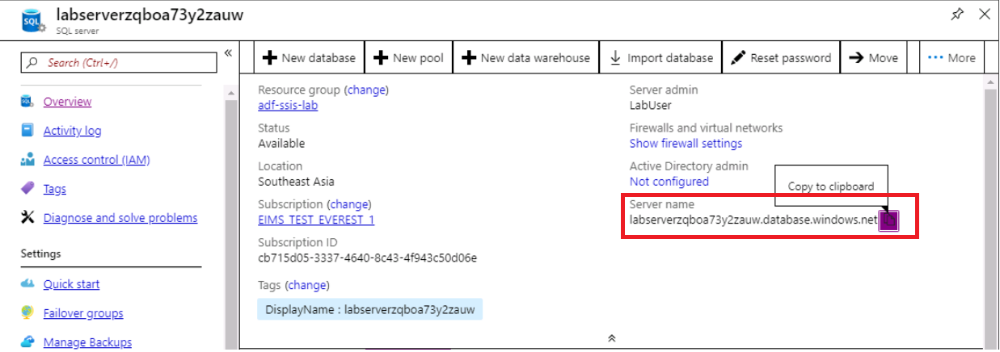 labserverzqboa73y2zauw
SQL
SQL server
Search (Ctrl+/)
«
Overview
Activity log
Access control (IAM)
Tags
Diagnose and solve problems
Settings
Quick start
Failover groups
Manage Backups
New database
New pool
New data warehouse
Import database
Reset password
Move
More
Resource group (change)
adf-ssis-lab
Status
Available
Location
Southeast Asia
Subscription (change)
EIMS_TEST_EVEREST_1
Subscription ID
cb715d05-3337-4640-8c43-4f943c50d06e
Tags (change)
DisplayName : labserverzqboa73y2zauw
Server admin
LabUser
Firewalls and virtual networks
Show firewall settings
Active Directory admin
Not configured
Copy to clipboard
Server name
labserverzqboa73y2zauw.database.windows.net